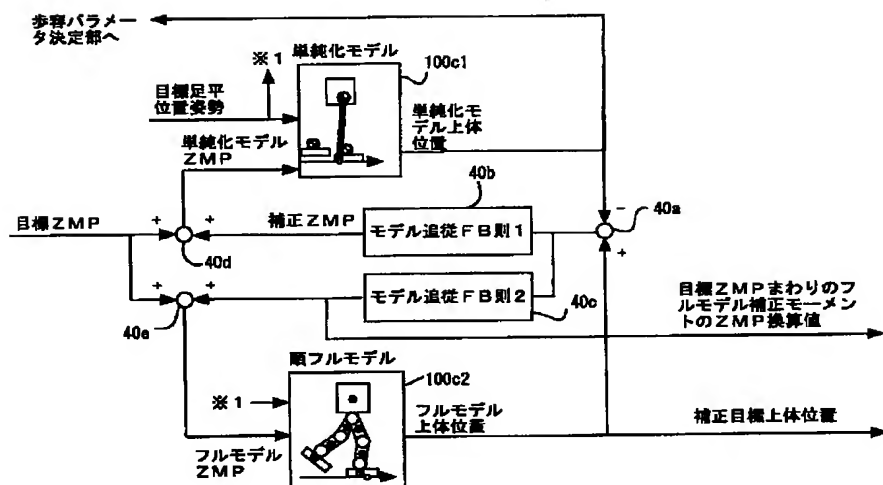 歩容パラメー
タ決定部へ
※1
単純化モデル
100c1
目標足平
位置姿勢
単純化モ
デル上体
位置
単純化モデル
ZMP
40b
目標ZMP
+
+
補正ZMP
モデル追従FB則1
-
40a
+
40d
+
+
モデル追従FB則2
40c
40e
目標ZMPまわりのフ
ルモデル補正モーメン
トのZMP換算値
順フルモデル
100c2
※1
フルモデル
上体位置
補正目標上体位置
フルモデル
ZMP